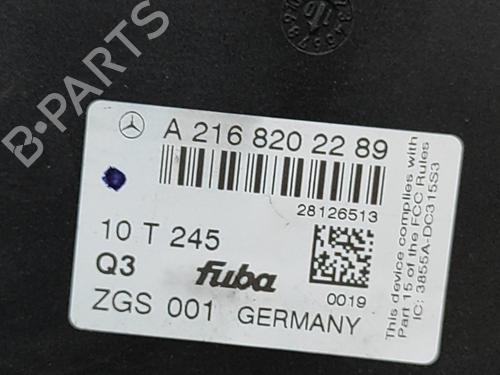 B-PARTS
A 216 820 22 89
28126513
10 T 245
Q3
fuba
0019
ZGS 001 GERMANY
This device complies with
Part 15 of the FCC Rules
IC: 3855A-DC315S3